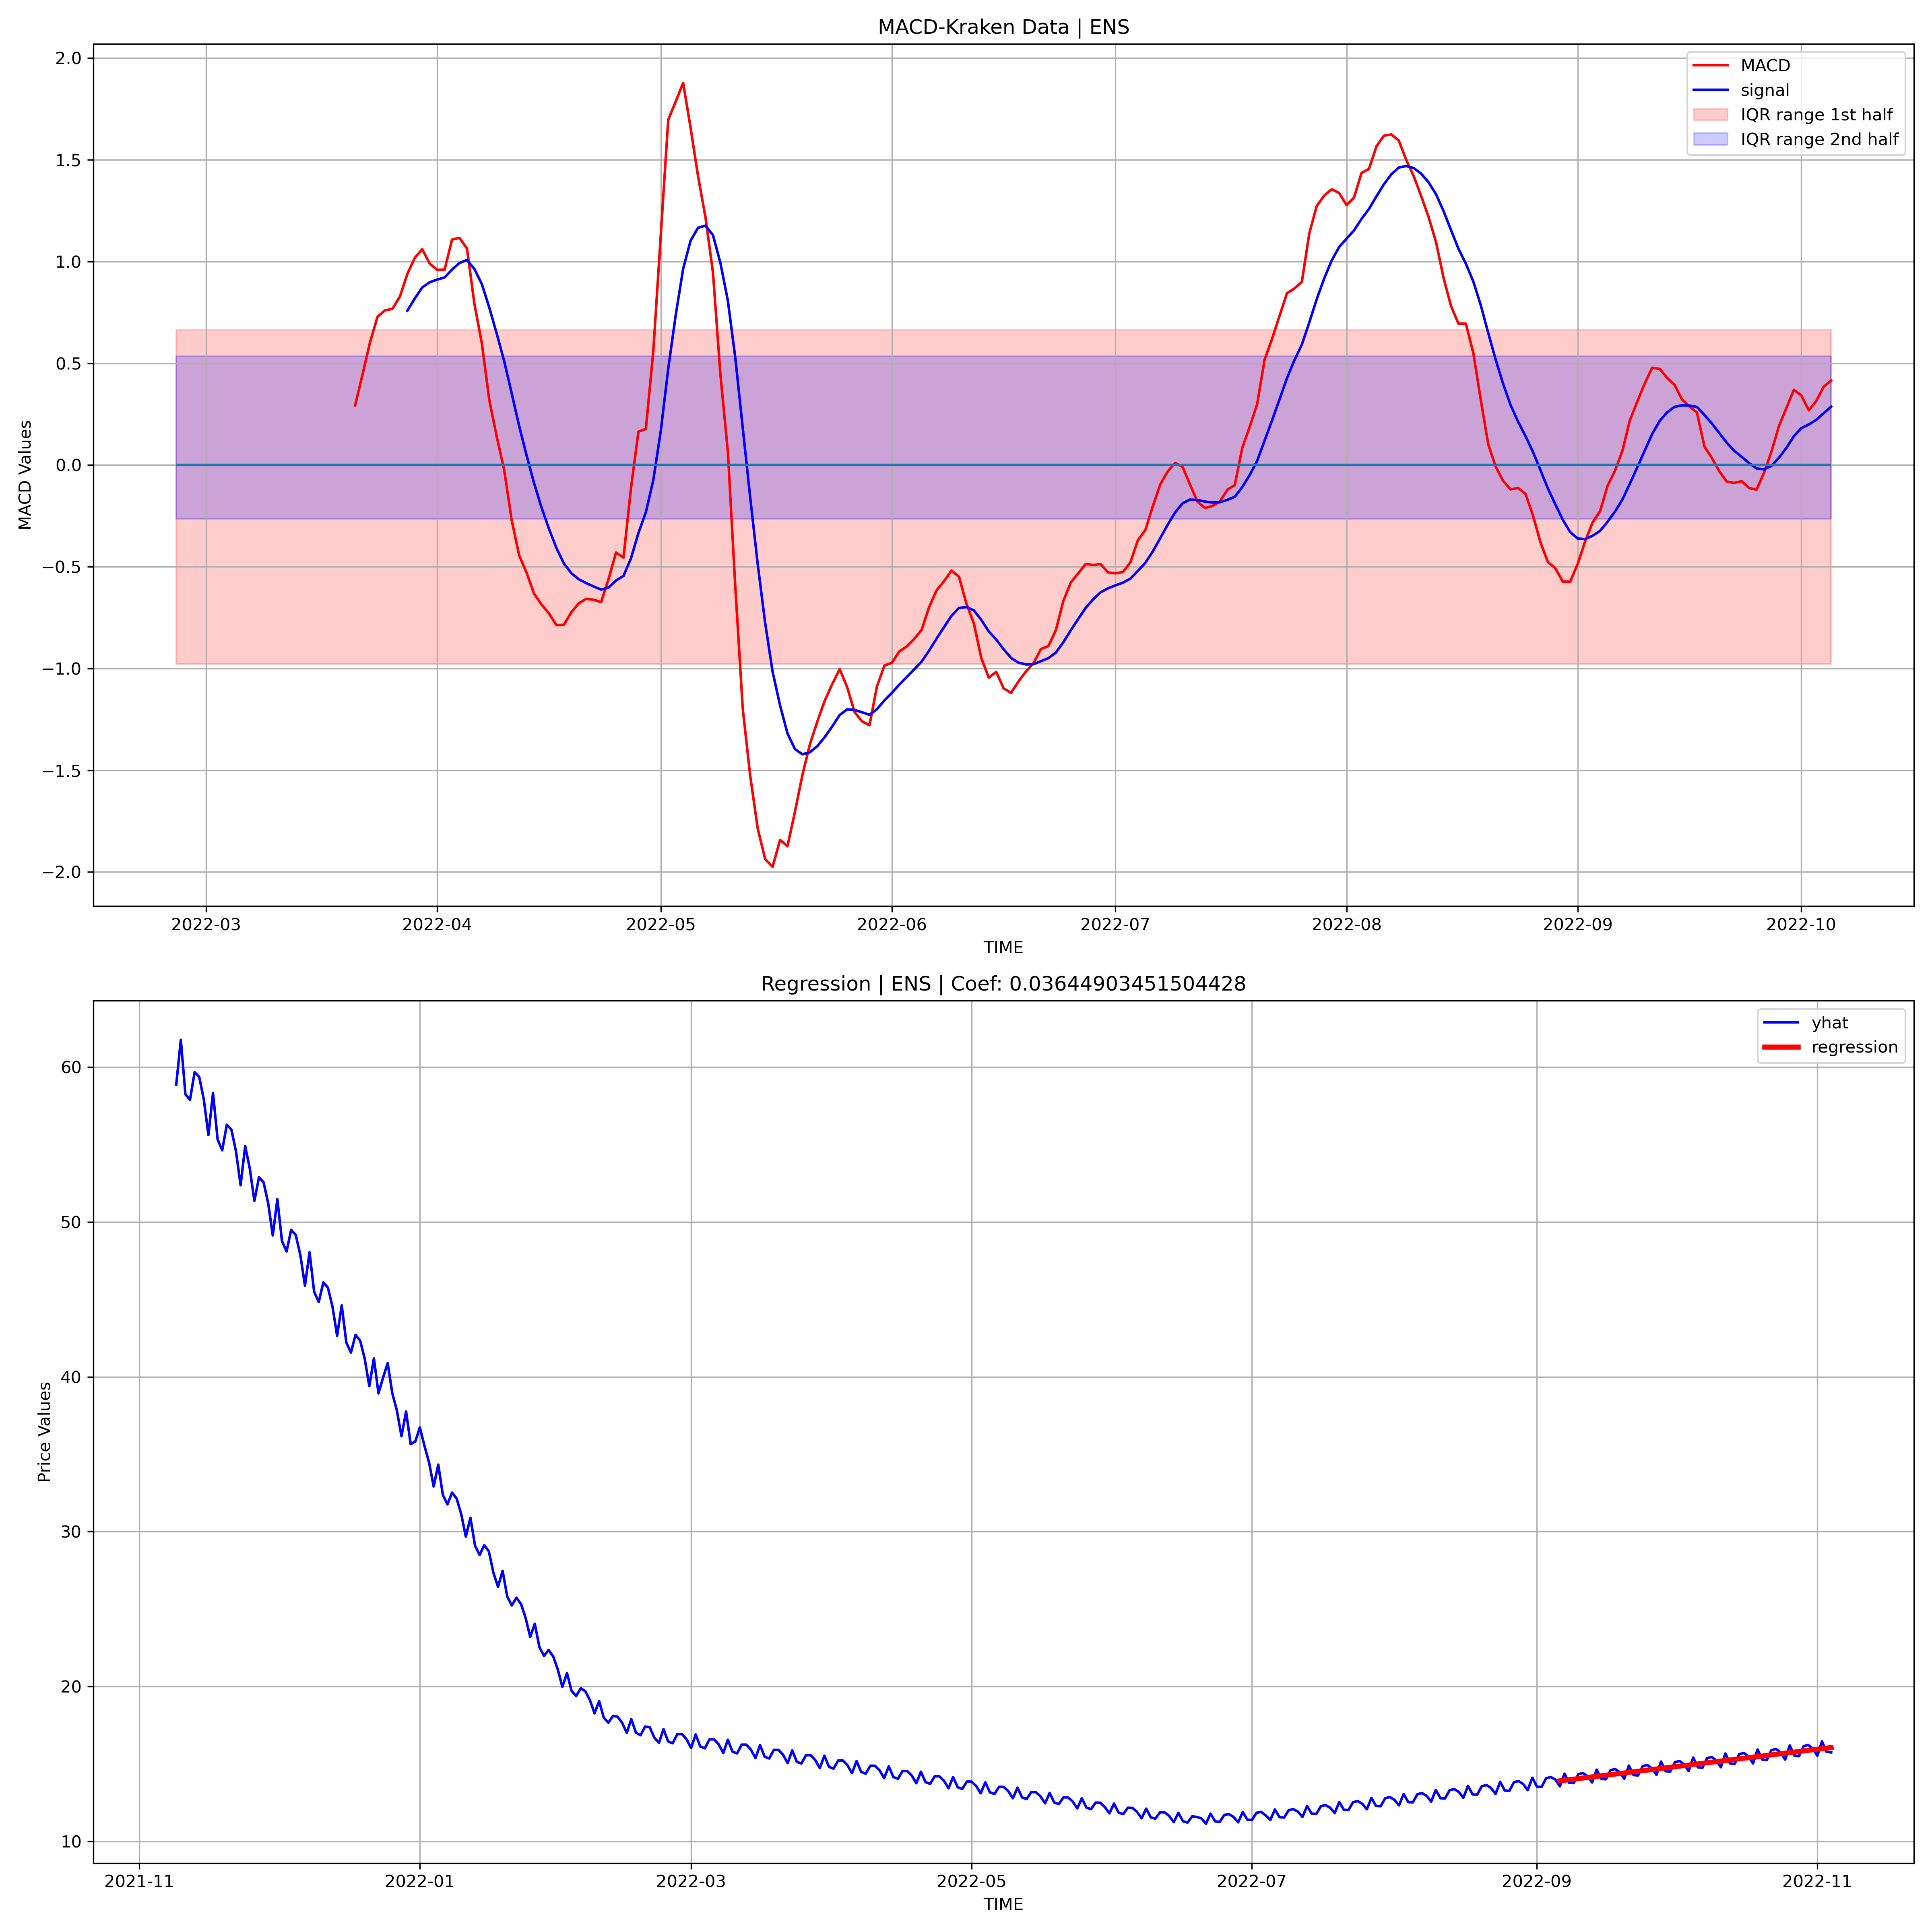 MACD-Kraken Data | ENS
MACD Values
2.0
1.5
1.0
0.5
0.0
−0.5
−1.0
−1.5
−2.0
MACD
signal
IQR range 1st half
IQR range 2nd half
2022-03
2022-04
2022-05
2022-06
2022-07
2022-08
2022-09
2022-10
TIME
Regression | ENS | Coef: 0.03644903451504428
Price Values
60
50
40
30
20
10
yhat
regression
2021-11
2022-01
2022-03
2022-05
2022-07
2022-09
2022-11
TIME